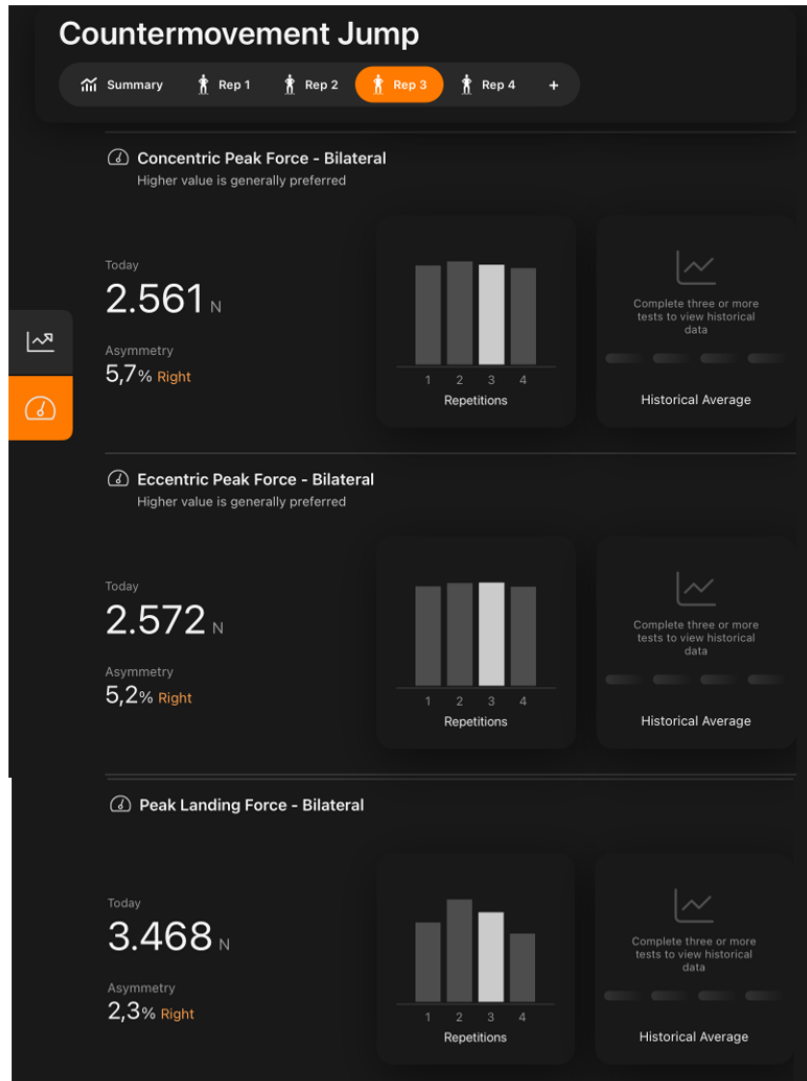 Countermovement Jump
Summary Rep 1 Rep 2 Rep 3 Rep 4 +
Concentric Peak Force - Bilateral
Higher value is generally preferred
Today
2.561 N
Asymmetry
5,7% Right
1 2 3 4
Repetitions
Complete three or more
tests to view historical
data
Historical Average
Eccentric Peak Force - Bilateral
Higher value is generally preferred
Today
2.572 N
Asymmetry
5,2% Right
1 2 3 4
Repetitions
Complete three or more
tests to view historical
data
Historical Average
Peak Landing Force - Bilateral
Today
3.468 N
Asymmetry
2,3% Right
1 2 3 4
Repetitions
Complete three or more
tests to view historical
data
Historical Average